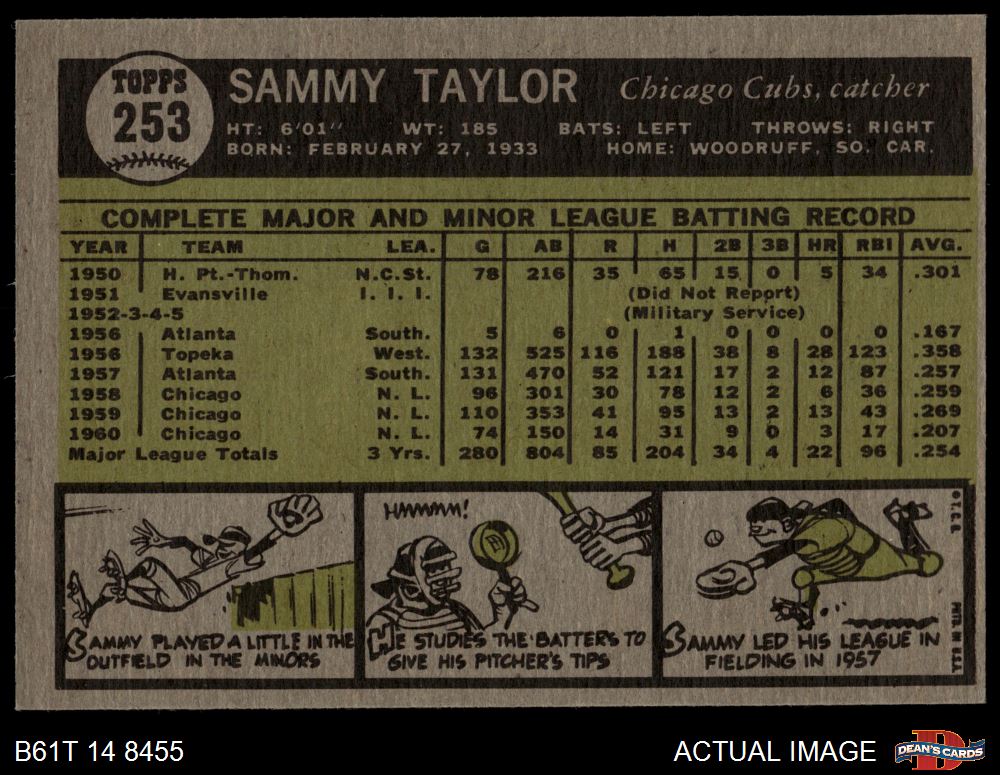 TOPPS
253
SAMMY TAYLOR Chicago Cubs, catcher
HT: 6'01" WT: 185 BATS: LEFT THROWS: RIGHT
BORN: FEBRUARY 27, 1933 HOME: WOODRUFF, SO. CAR.
COMPLETE MAJOR AND MINOR LEAGUE BATTING RECORD
YEAR TEAM LEA. G AB R H 2B 3B HR RBI AVG.
1950 H. Pt.-Thom. N.C.St. 78 216 35 65 15 0 5 34 .301
1951 Evansville I. I. I. (Did Not Report)
1952-3-4-5 (Military Service)
1956 Atlanta South. 5 6 0 1 0 0 0 0 .167
1956 Topeka West. 132 525 116 188 38 8 28 123 .358
1957 Atlanta South. 131 470 52 121 17 2 12 87 .257
1958 Chicago N. L. 96 301 30 78 12 2 6 36 .259
1959 Chicago N. L. 110 353 41 95 13 2 13 43 .269
1960 Chicago N. L. 74 150 14 31 9 0 3 17 .207
Major League Totals 3 Yrs. 280 804 85 204 34 4 22 96 .254
SAMMY PLAYED A LITTLE IN THE
OUTFIELD IN THE MINORS
HAMMMM!
HE STUDIES THE BATTERS TO
GIVE HIS PITCHER'S TIPS
SAMMY LED HIS LEAGUE IN
FIELDING IN 1957
© T.C.G. PRTD. IN U.S.A.
B61T 14 8455
ACTUAL IMAGE
DEAN'S CARDS